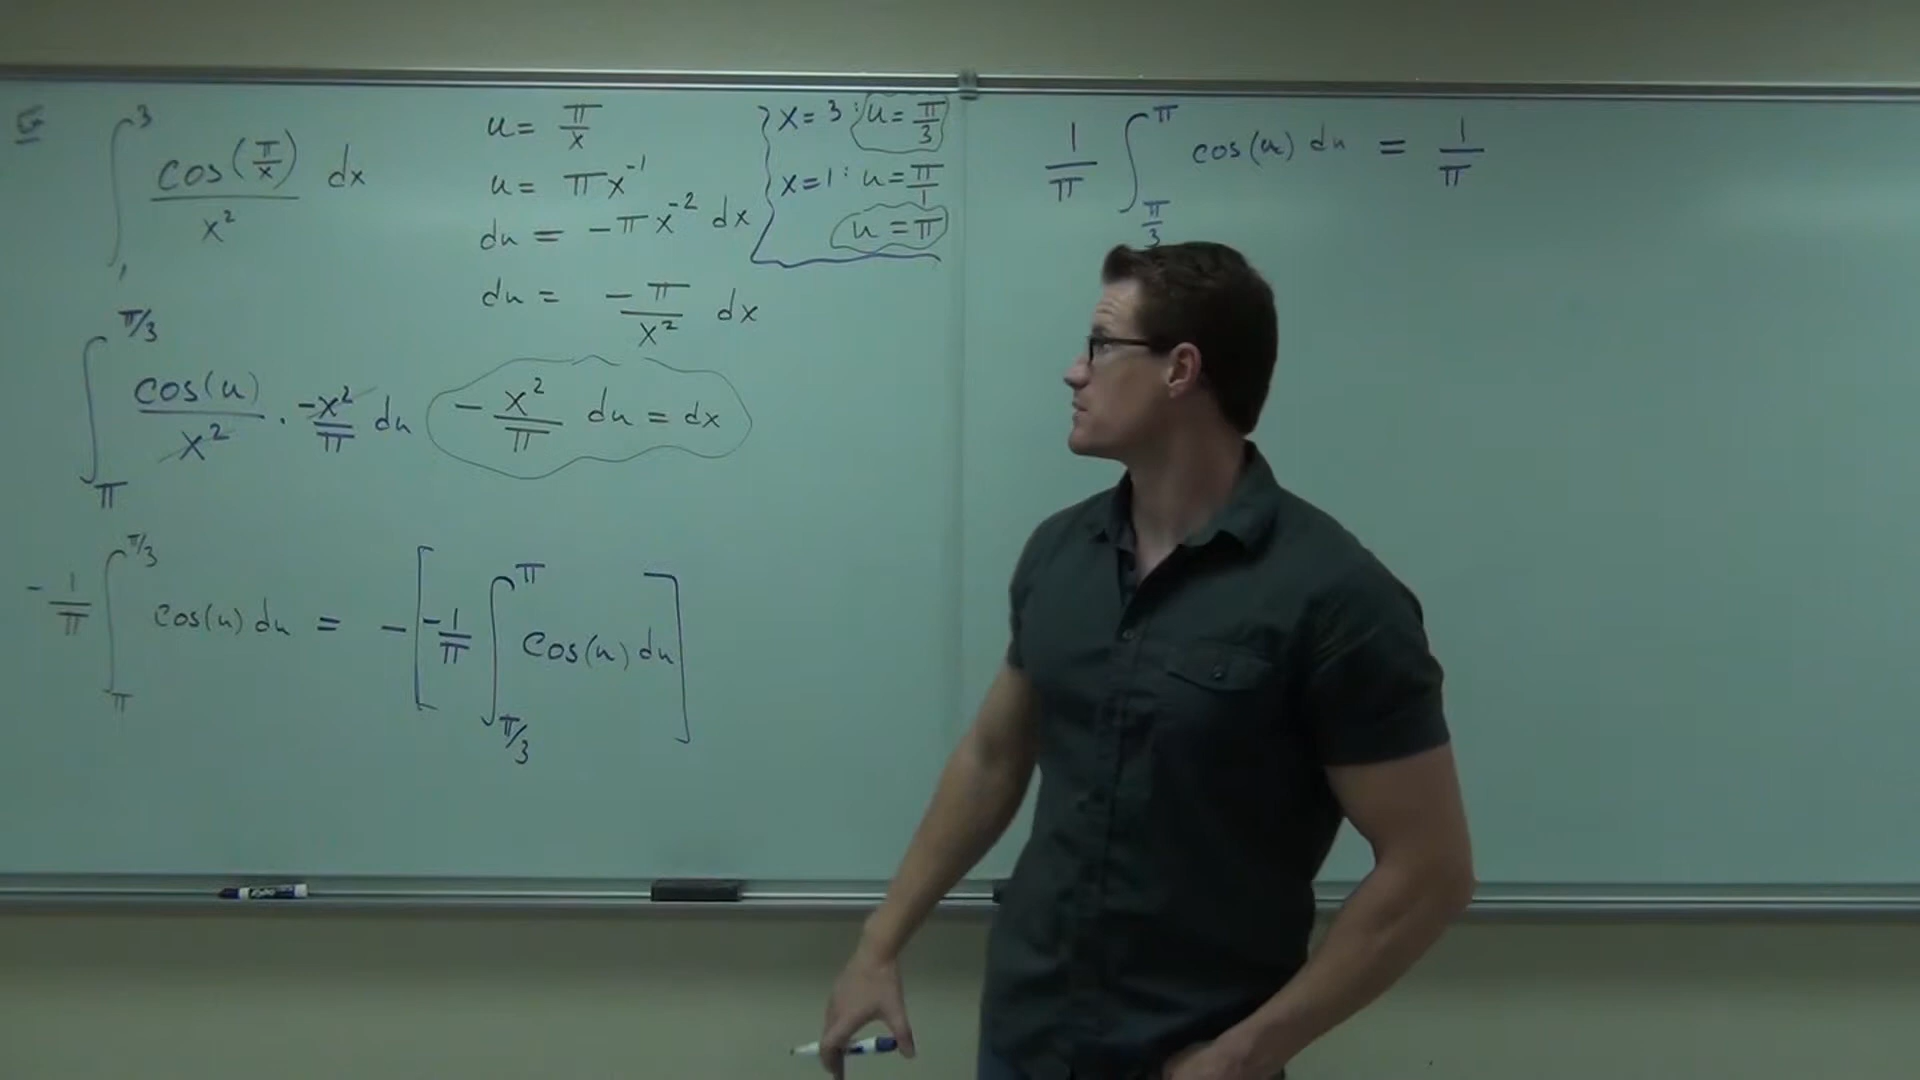 Ex ∫₁³ cos(π/x)/x² dx
u = π/x
u = πx⁻¹
du = -πx⁻² dx
du = -π/x² dx
-x²/π du = dx
x=3: u=π/3
x=1: u=π/1
u=π
∫_π^{π/3} cos(u)/x² · -x²/π du
-1/π ∫_π^{π/3} cos(u) du = -[-1/π ∫_{π/3}^π cos(u) du]
1/π ∫_{π/3}^π cos(u) du = 1/π